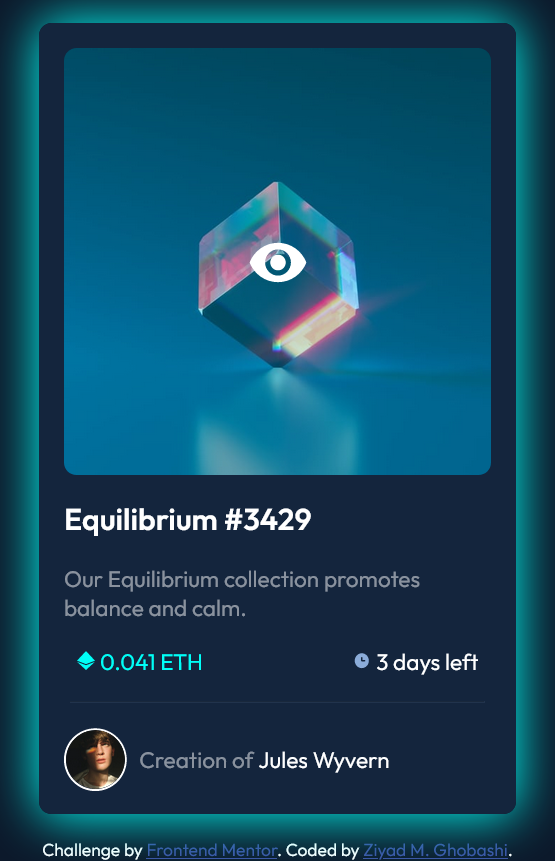 Equilibrium #3429
Our Equilibrium collection promotes
balance and calm.
0.041 ETH
3 days left
Creation of Jules Wyvern
Challenge by Frontend Mentor. Coded by Ziyad M. Ghobashi.